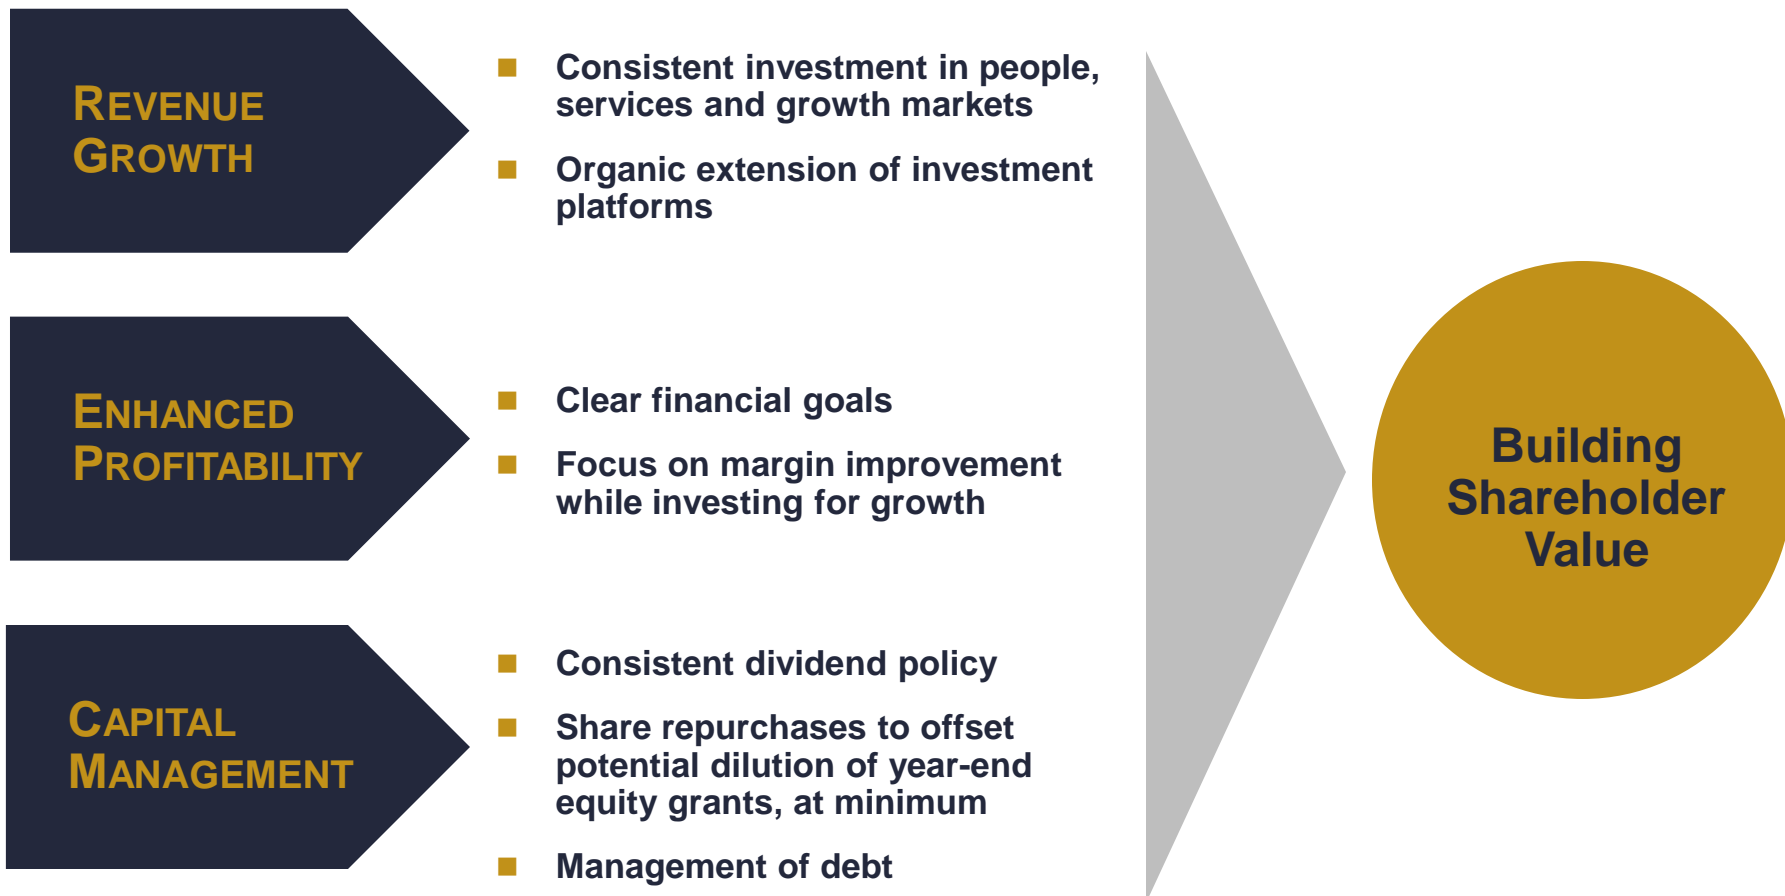 REVENUE
GROWTH
Consistent investment in people,
services and growth markets
Organic extension of investment
platforms
ENHANCED
PROFITABILITY
Clear financial goals
Focus on margin improvement
while investing for growth
CAPITAL
MANAGEMENT
Consistent dividend policy
Share repurchases to offset
potential dilution of year-end
equity grants, at minimum
Management of debt
Building
Shareholder
Value